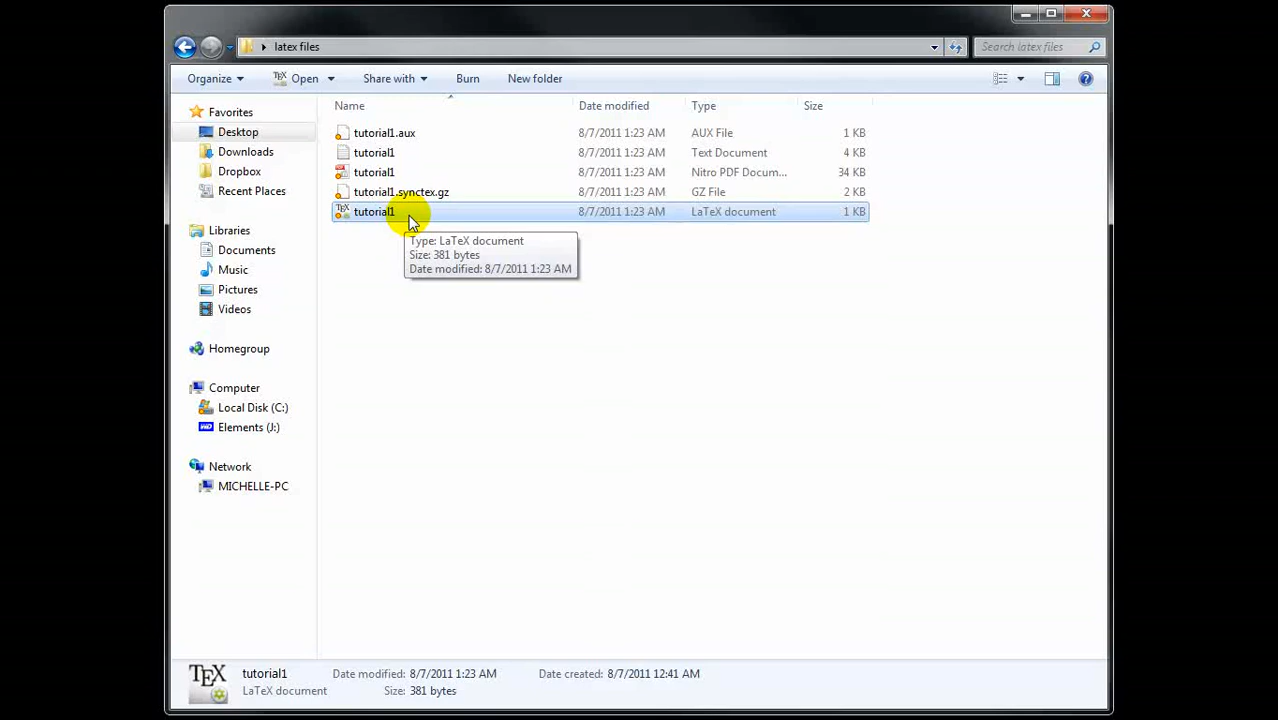 latex files
Search latex files
Organize
TEX Open
Share with
Burn
New folder
Name Date modified Type Size
Favorites
Desktop
Downloads
Dropbox
Recent Places
Libraries
Documents
Music
Pictures
Videos
Homegroup
Computer
Local Disk (C:)
WD Elements (J:)
Network
MICHELLE-PC
tutorial1.aux 8/7/2011 1:23 AM AUX File 1 KB
tutorial1 8/7/2011 1:23 AM Text Document 4 KB
tutorial1 8/7/2011 1:23 AM Nitro PDF Docum... 34 KB
tutorial1.synctex.gz 8/7/2011 1:23 AM GZ File 2 KB
TEX tutorial1 8/7/2011 1:23 AM LaTeX document 1 KB
Type: LaTeX document
Size: 381 bytes
Date modified: 8/7/2011 1:23 AM
TEX
tutorial1 Date modified: 8/7/2011 1:23 AM Date created: 8/7/2011 12:41 AM
LaTeX document Size: 381 bytes